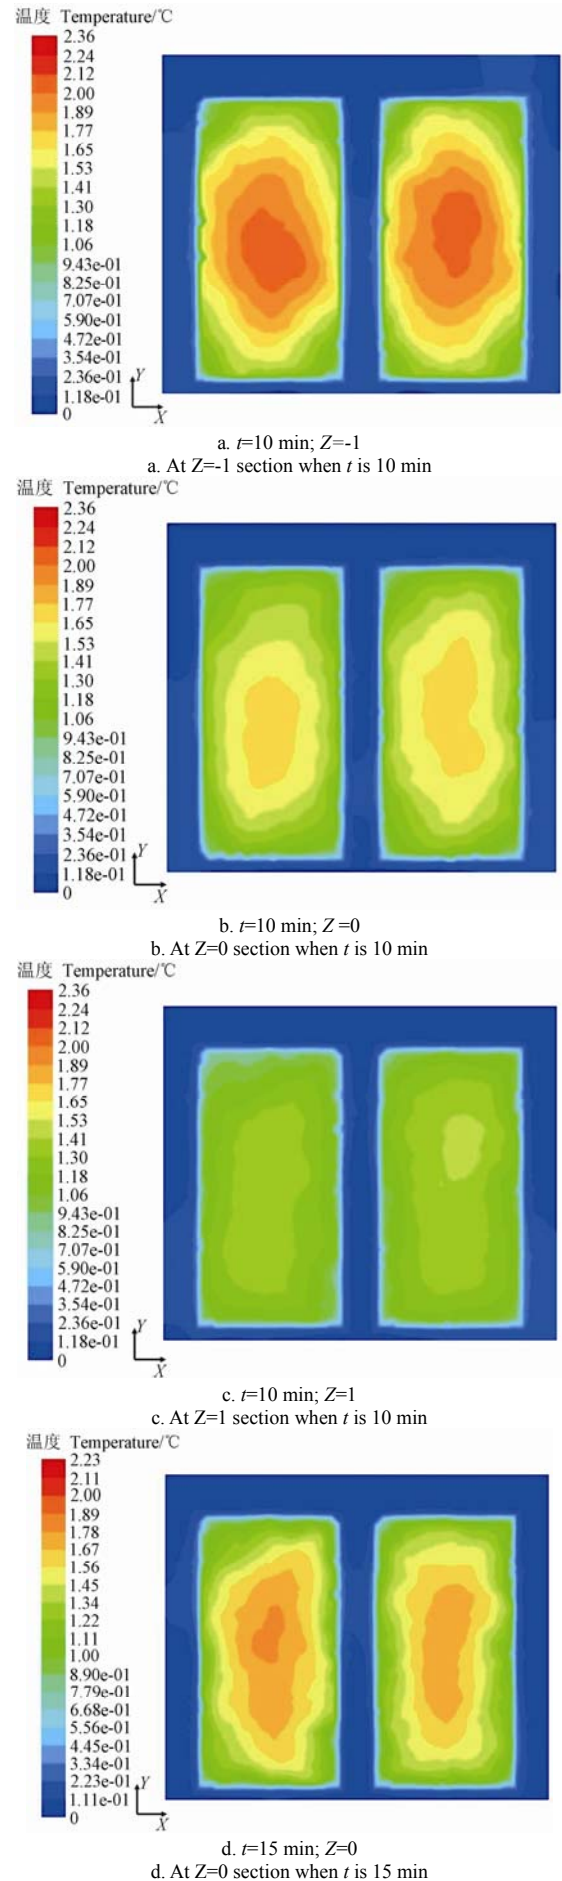 温度 Temperature/℃
2.36
2.24
2.12
2.00
1.89
1.77
1.65
1.53
1.41
1.30
1.18
1.06
9.43e-01
8.25e-01
7.07e-01
5.90e-01
4.72e-01
3.54e-01
2.36e-01
1.18e-01
0
Y
X
a. t=10 min; Z=-1
a. At Z=-1 section when t is 10 min
温度 Temperature/℃
2.36
2.24
2.12
2.00
1.89
1.77
1.65
1.53
1.41
1.30
1.18
1.06
9.43e-01
8.25e-01
7.07e-01
5.90e-01
4.72e-01
3.54e-01
2.36e-01
1.18e-01
0
Y
X
b. t=10 min; Z =0
b. At Z=0 section when t is 10 min
温度 Temperature/℃
2.36
2.24
2.12
2.00
1.89
1.77
1.65
1.53
1.41
1.30
1.18
1.06
9.43e-01
8.25e-01
7.07e-01
5.90e-01
4.72e-01
3.54e-01
2.36e-01
1.18e-01
0
Y
X
c. t=10 min; Z=1
c. At Z=1 section when t is 10 min
温度 Temperature/℃
2.23
2.11
2.00
1.89
1.78
1.67
1.56
1.45
1.34
1.22
1.11
1.00
8.90e-01
7.79e-01
6.68e-01
5.56e-01
4.45e-01
3.34e-01
2.23e-01
1.11e-01
0
Y
X
d. t=15 min; Z=0
d. At Z=0 section when t is 15 min